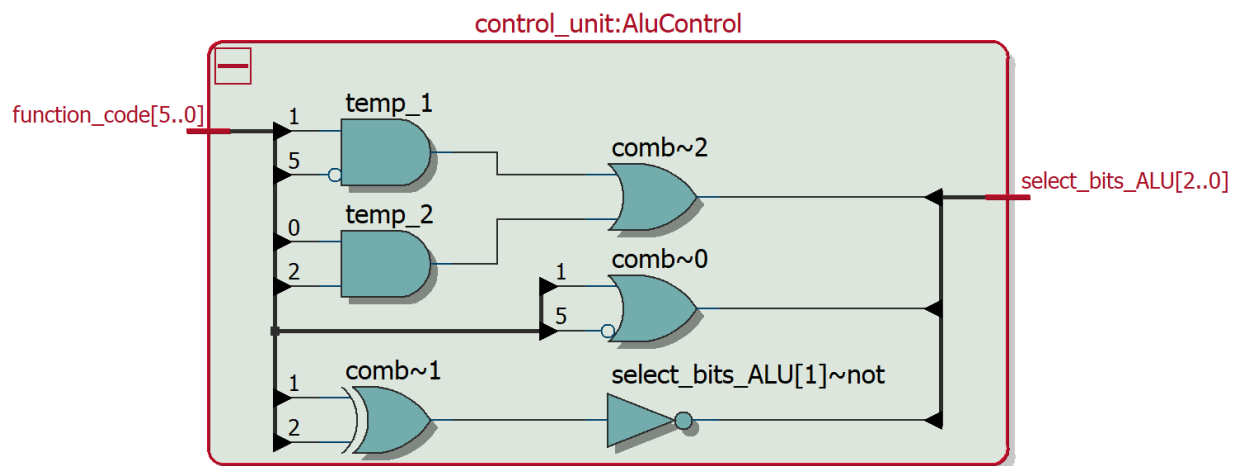 control_unit:AluControl
function_code[5..0]
temp_1
1
5
temp_2
0
2
comb~2
select_bits_ALU[2..0]
comb~0
1
5
comb~1
1
2
select_bits_ALU[1]~not